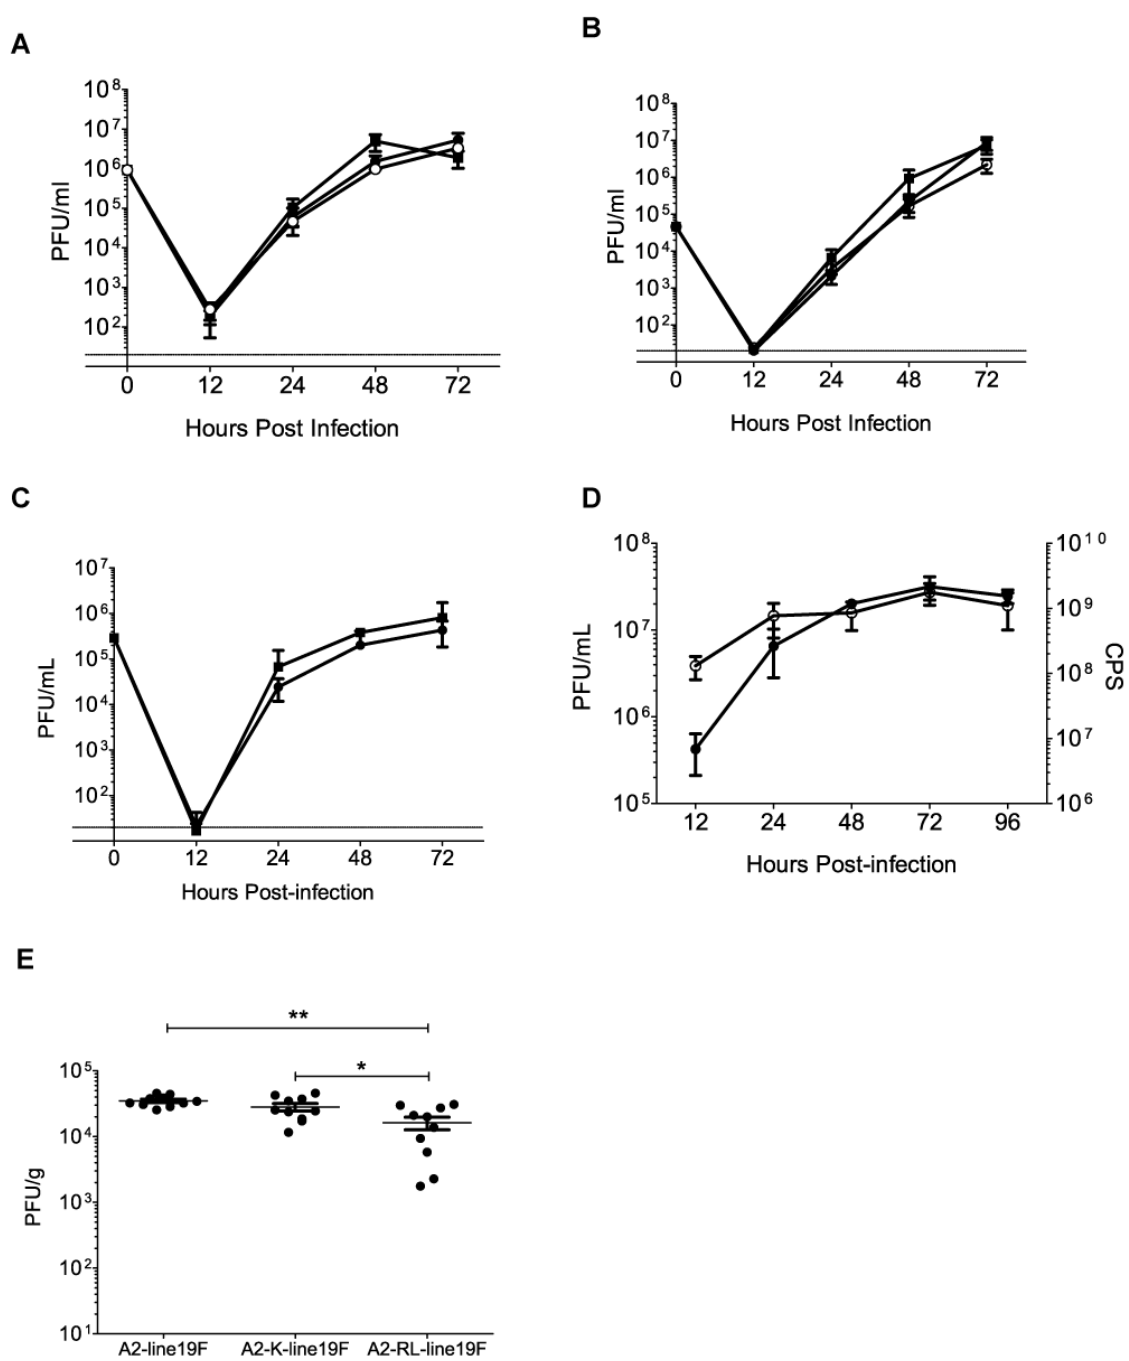 A
10⁸
10⁷
10⁶
10⁵
10⁴
10³
10²
PFU/ml
0 12 24 48 72
Hours Post Infection
B
10⁸
10⁷
10⁶
10⁵
10⁴
10³
10²
PFU/ml
0 12 24 48 72
Hours Post Infection
C
10⁷
10⁶
10⁵
10⁴
10³
10²
PFU/mL
0 12 24 48 72
Hours Post-infection
D
10⁸
10⁷
10⁶
10⁵
PFU/mL
10¹⁰
10⁹
10⁸
10⁷
10⁶
CPS
12 24 48 72 96
Hours Post-infection
E
**
*
10⁵
10⁴
10³
10²
10¹
PFU/g
A2-line19F A2-K-line19F A2-RL-line19F